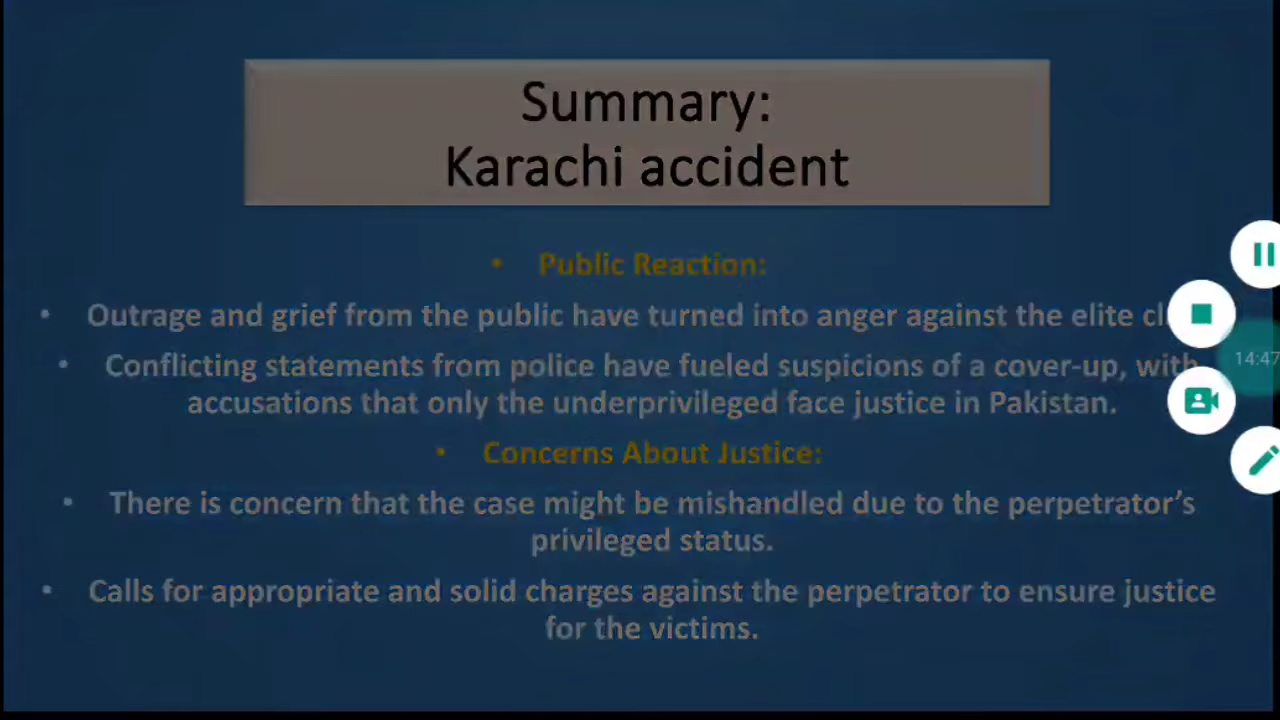 Summary:
Karachi accident
• Public Reaction:
• Outrage and grief from the public have turned into anger against the elite
• Conflicting statements from police have fueled suspicions of a cover-up, with
accusations that only the underprivileged face justice in Pakistan.
• Concerns About Justice:
• There is concern that the case might be mishandled due to the perpetrator’s
privileged status.
• Calls for appropriate and solid charges against the perpetrator to ensure justice
for the victims.
14:47